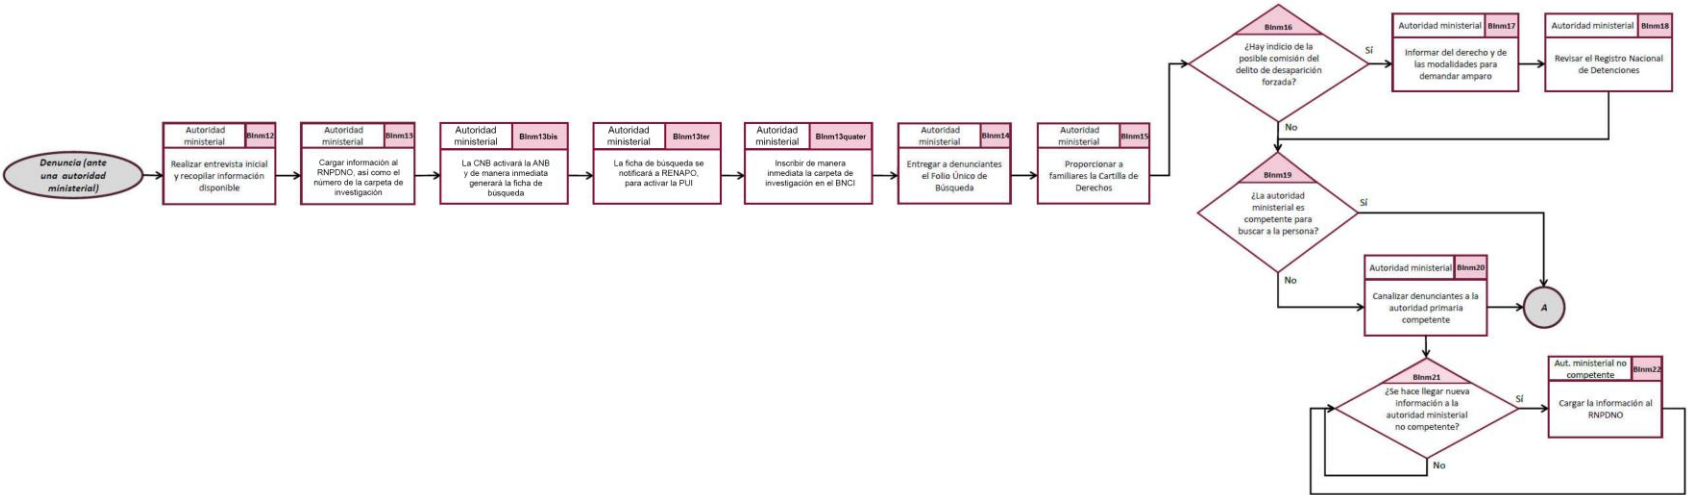 Denuncia (ante
una autoridad
ministerial)
Autoridad
ministerial
BInm12
Realizar entrevista inicial
y recopilar información
disponible
Autoridad
ministerial
BInm13
Cargar información al
RNPDNO, así como el
número de la carpeta de
investigación
Autoridad
ministerial
BInm13bis
La CNB activará la ANB
y de manera inmediata
generará la ficha de
búsqueda
Autoridad
ministerial
BInm13ter
La ficha de búsqueda se
notificará a RENAPO,
para activar la PUI
Autoridad
ministerial
BInm13quater
Inscribir de manera
inmediata la carpeta de
investigación en el BNCI
Autoridad
ministerial
BInm14
Entregar a denunciantes
el Folio Único de
Búsqueda
Autoridad
ministerial
BInm15
Proporcionar a
familiares la Cartilla de
Derechos
BInm16
¿Hay indicio de la
posible comisión del
delito de desaparición
forzada?
Sí
No
Autoridad ministerial
BInm17
Informar del derecho y de
las modalidades para
demandar amparo
Autoridad ministerial
BInm18
Revisar el Registro Nacional
de Detenciones
BInm19
¿La autoridad
ministerial es
competente para
buscar a la persona?
Sí
No
Autoridad ministerial
BInm20
Canalizar denunciantes a la
autoridad primaria
competente
A
BInm21
¿Se hace llegar nueva
información a la
autoridad ministerial
no competente?
Sí
No
Aut. ministerial no
competente
BInm22
Cargar la información al
RNPDNO